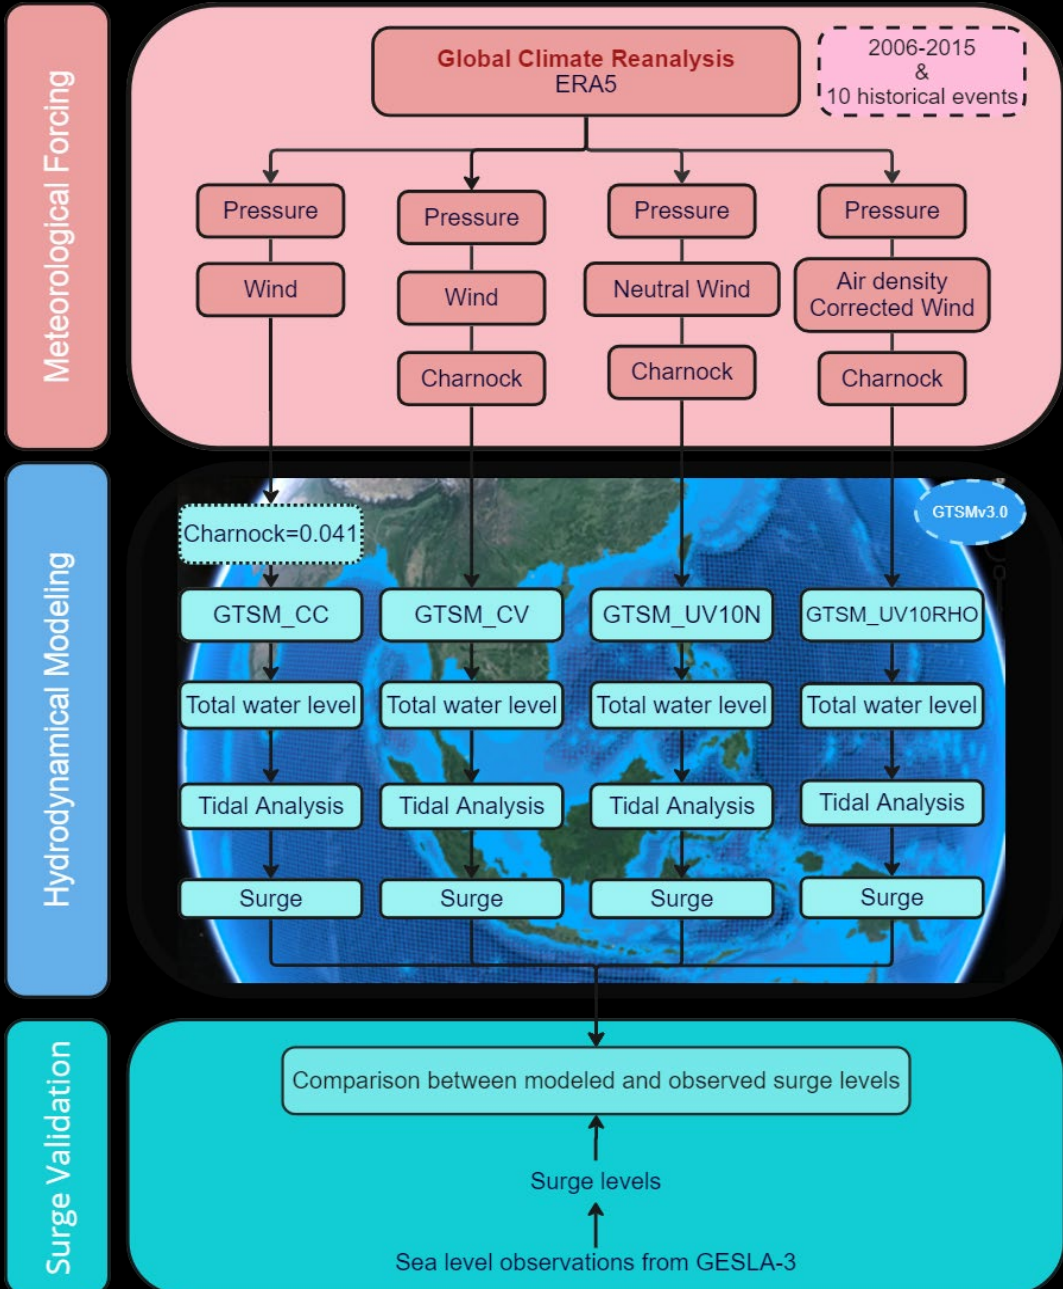 Meteorological Forcing
Global Climate Reanalysis
ERA5
2006-2015
&
10 historical events
Pressure
Pressure
Pressure
Pressure
Wind
Wind
Neutral Wind
Air density
Corrected Wind
Charnock
Charnock
Charnock
Hydrodynamical Modeling
GTSMv3.0
Charnock=0.041
GTSM_CC
GTSM_CV
GTSM_UV10N
GTSM_UV10RHO
Total water level
Total water level
Total water level
Total water level
Tidal Analysis
Tidal Analysis
Tidal Analysis
Tidal Analysis
Surge
Surge
Surge
Surge
Surge Validation
Comparison between modeled and observed surge levels
Surge levels
Sea level observations from GESLA-3